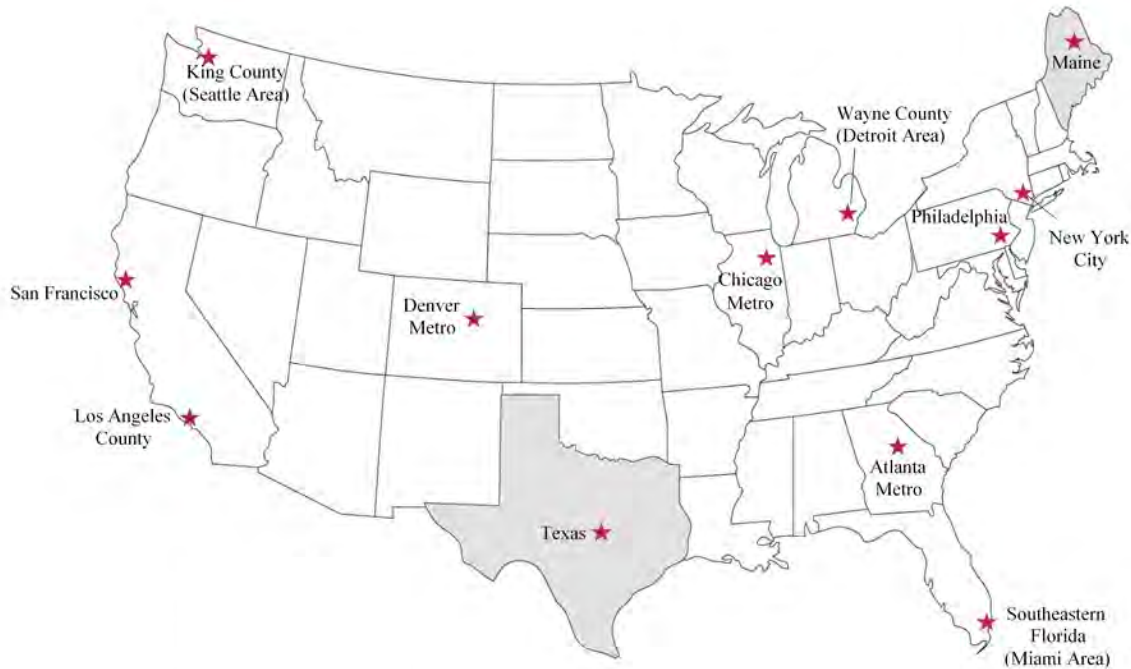 Maine
King County
(Seattle Area)
Wayne County
(Detroit Area)
Philadelphia
New York
City
San Francisco
Chicago
Metro
Denver
Metro
Los Angeles
County
Atlanta
Metro
Texas
Southeastern
Florida
(Miami Area)